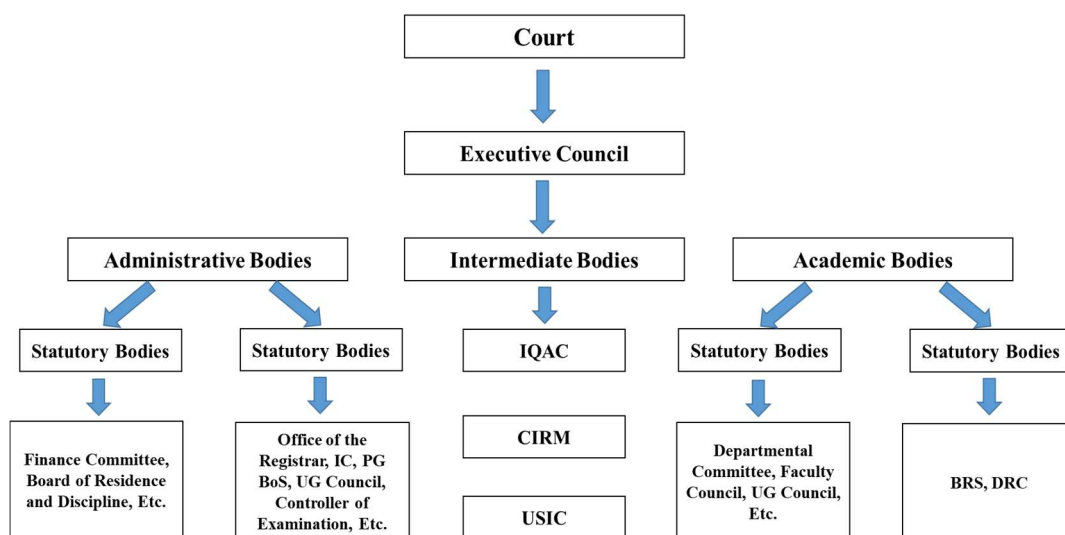 Court
Executive Council
Administrative Bodies
Intermediate Bodies
Academic Bodies
Statutory Bodies
Statutory Bodies
IQAC
Statutory Bodies
Statutory Bodies
Finance Committee,
Board of Residence
and Discipline, Etc.
Office of the
Registrar, IC, PG
BoS, UG Council,
Controller of
Examination, Etc.
CIRM
USIC
Departmental
Committee, Faculty
Council, UG Council,
Etc.
BRS, DRC